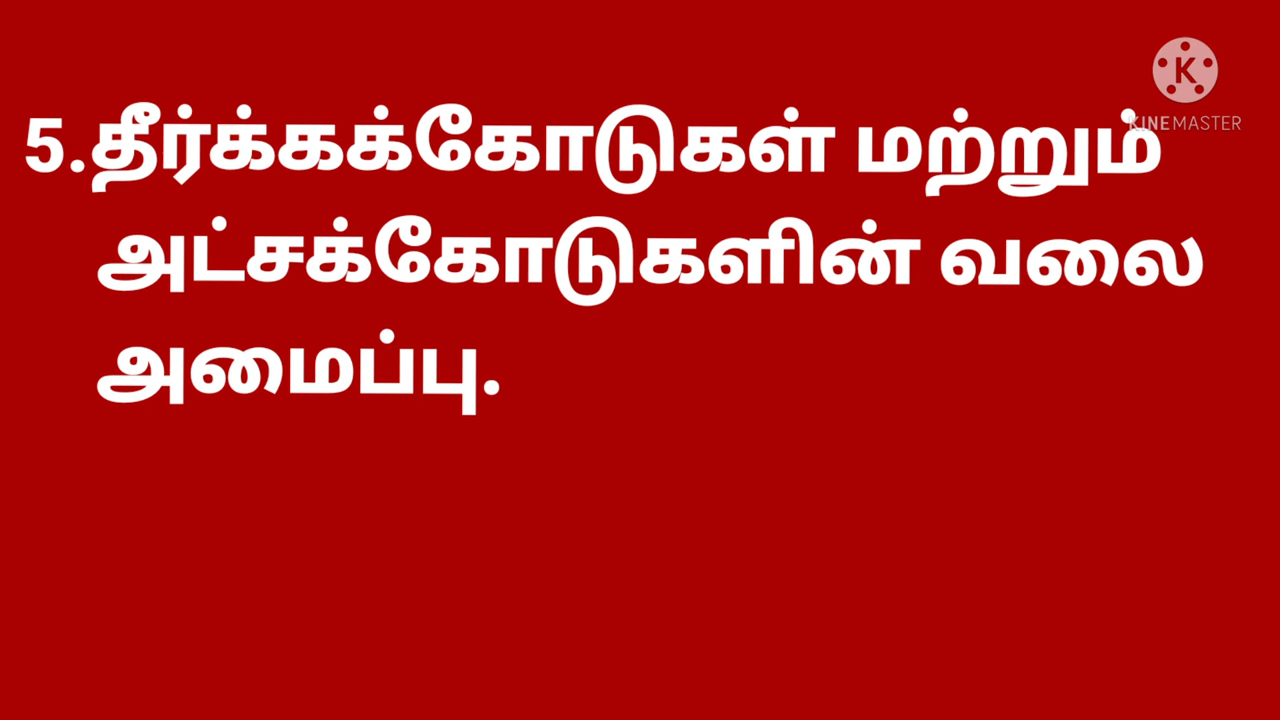 5.தீர்க்கக்கோடுகள் மற்றும்
அட்சக்கோடுகளின் வலை
அமைப்பு.
K
KINEMASTER